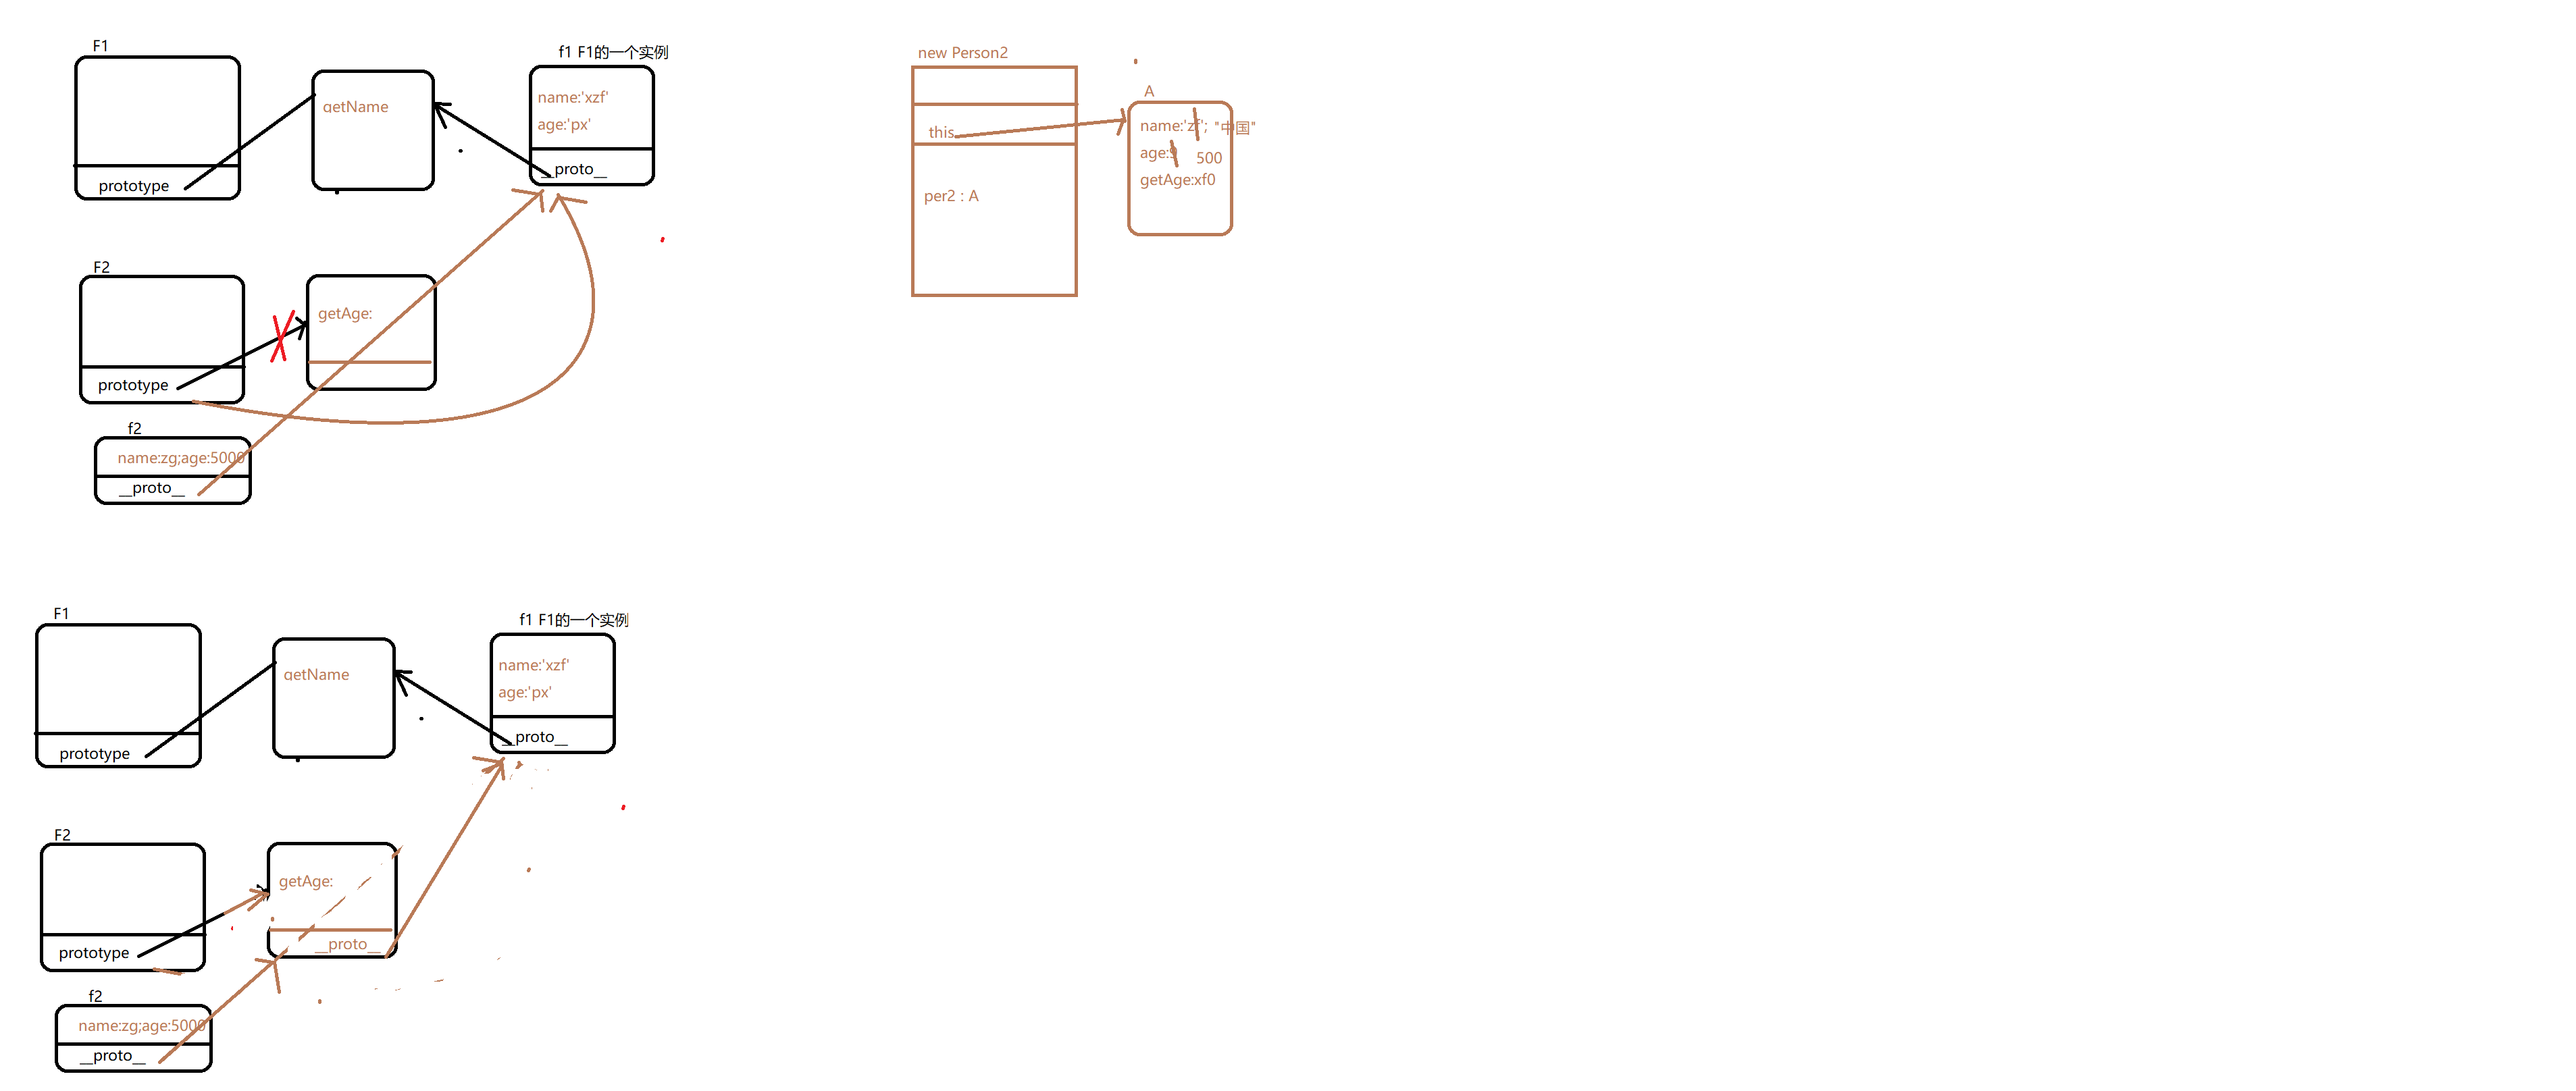 F1
prototype
getName
f1 F1的一个实例
name:'xzf'
age:'px'
__proto__
F2
prototype
getAge:
f2
name:zg;age:5000
__proto__
new Person2
this
per2 : A
A
name:'zf'; "中国"
age:9 500
getAge:xf0
F1
prototype
getName
f1 F1的一个实例
name:'xzf'
age:'px'
__proto__
F2
prototype
getAge:
__proto__
f2
name:zg;age:5000
__proto__